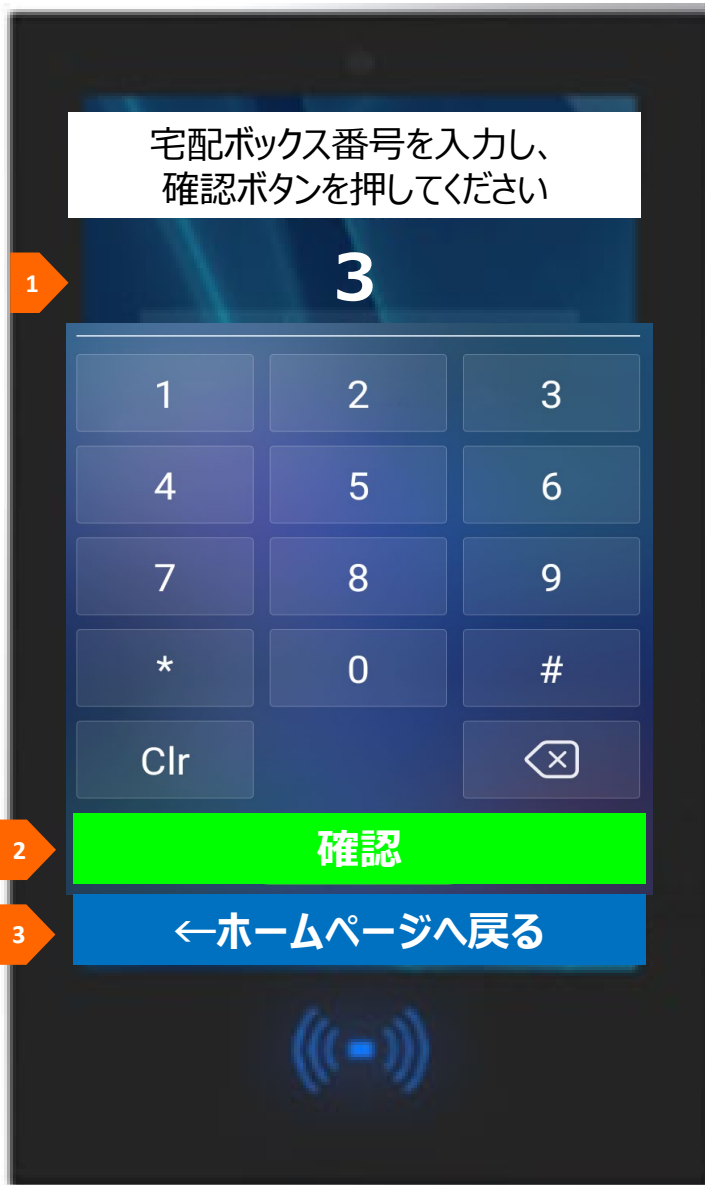 宅配ボックス番号を入力し、
確認ボタンを押してください
1
3
1 2 3
4 5 6
7 8 9
* 0 #
Clr
2
確認
3
←ホームページへ戻る